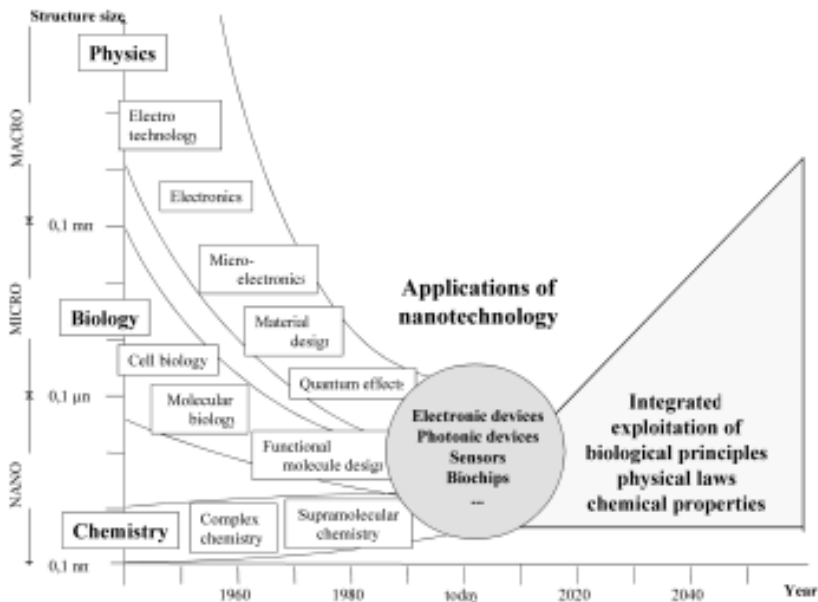 Structure size
Physics
Electro
technology
Electronics
Micro-
electronics
Material
design
Quantum effects
MACRO
0,1 mm
MICRO
Biology
Cell biology
Molecular
biology
Functional
molecule design
0,1 µm
NANO
Chemistry
Complex
chemistry
Supramolecular
chemistry
0,1 nm
Applications of
nanotechnology
Electronic devices
Photonic devices
Sensors
Biochips
...
Integrated
exploitation of
biological principles
physical laws
chemical properties
1960
1980
today
2020
2040
Year